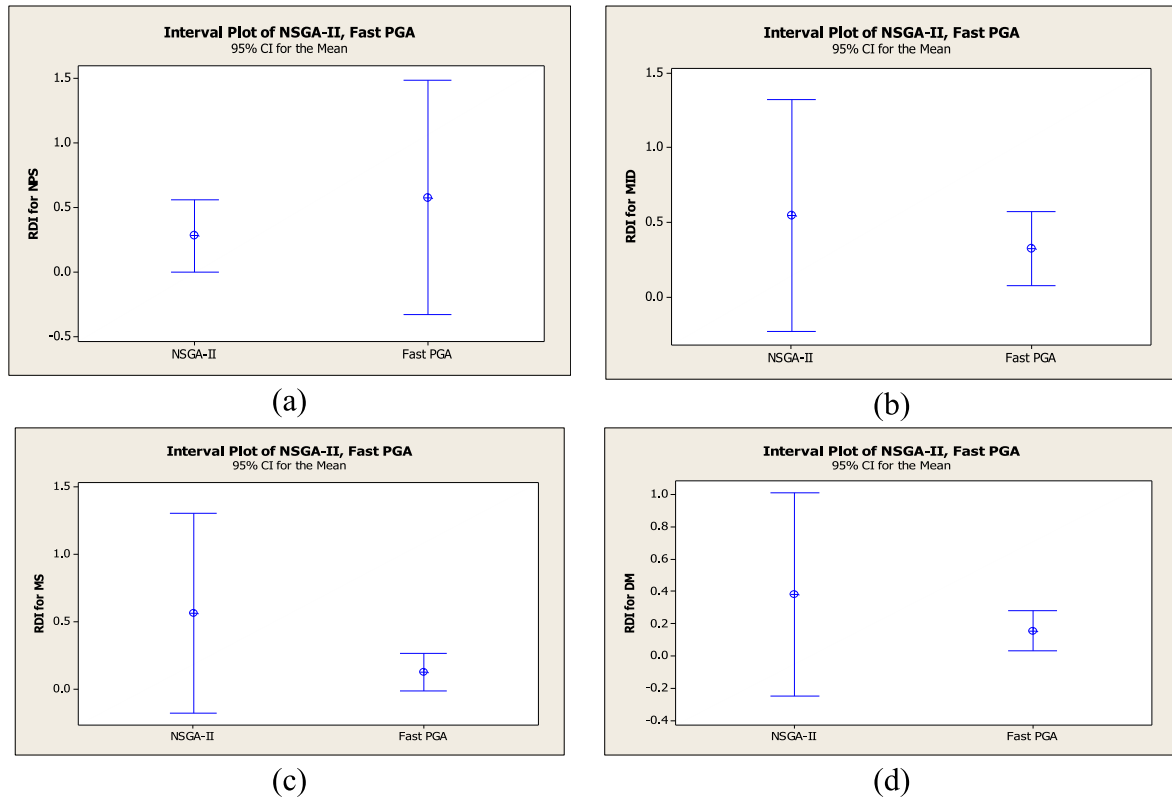 Interval Plot of NSGA-II, Fast PGA
95% CI for the Mean
RDI for NPS
1.5
1.0
0.5
0.0
-0.5
NSGA-II
Fast PGA
(a)
Interval Plot of NSGA-II, Fast PGA
95% CI for the Mean
RDI for MID
1.5
1.0
0.5
0.0
NSGA-II
Fast PGA
(b)
Interval Plot of NSGA-II, Fast PGA
95% CI for the Mean
RDI for MS
1.5
1.0
0.5
0.0
NSGA-II
Fast PGA
(c)
Interval Plot of NSGA-II, Fast PGA
95% CI for the Mean
RDI for DM
1.0
0.8
0.6
0.4
0.2
0.0
-0.2
-0.4
NSGA-II
Fast PGA
(d)